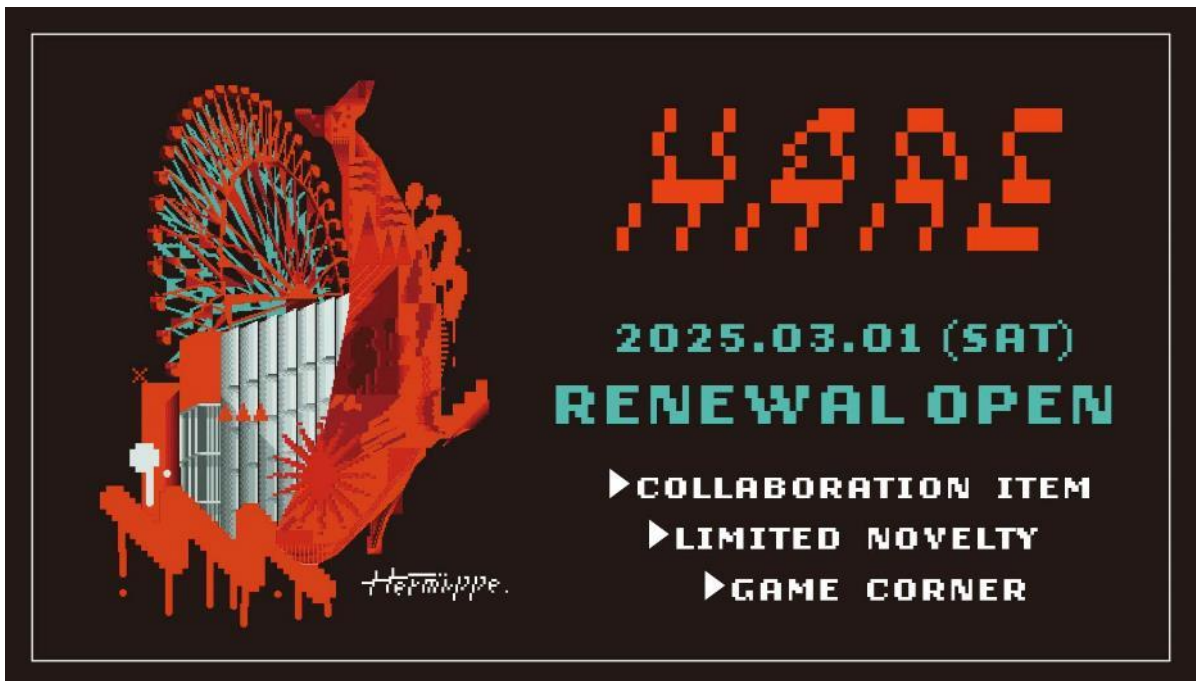 HARE
2025.03.01 (SAT)
RENEWAL OPEN
▶COLLABORATION ITEM
▶LIMITED NOVELTY
▶GAME CORNER
Hermippe.